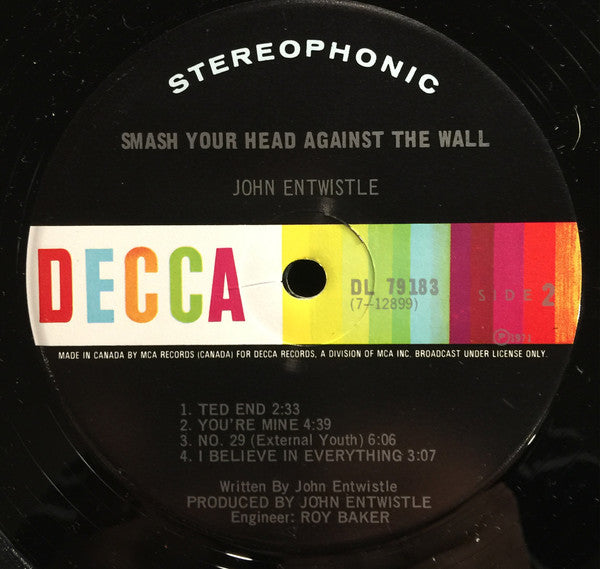 STEREOPHONIC
SMASH YOUR HEAD AGAINST THE WALL
JOHN ENTWISTLE
DECCA
DL 79183
(7-12899)
SIDE 2
Ⓟ1971
MADE IN CANADA BY MCA RECORDS (CANADA) FOR DECCA RECORDS, A DIVISION OF MCA INC. BROADCAST UNDER LICENSE ONLY.
1. TED END 2:33
2. YOU'RE MINE 4:39
3. NO. 29 (External Youth) 6:06
4. I BELIEVE IN EVERYTHING 3:07
Written By John Entwistle
PRODUCED BY JOHN ENTWISTLE
Engineer: ROY BAKER